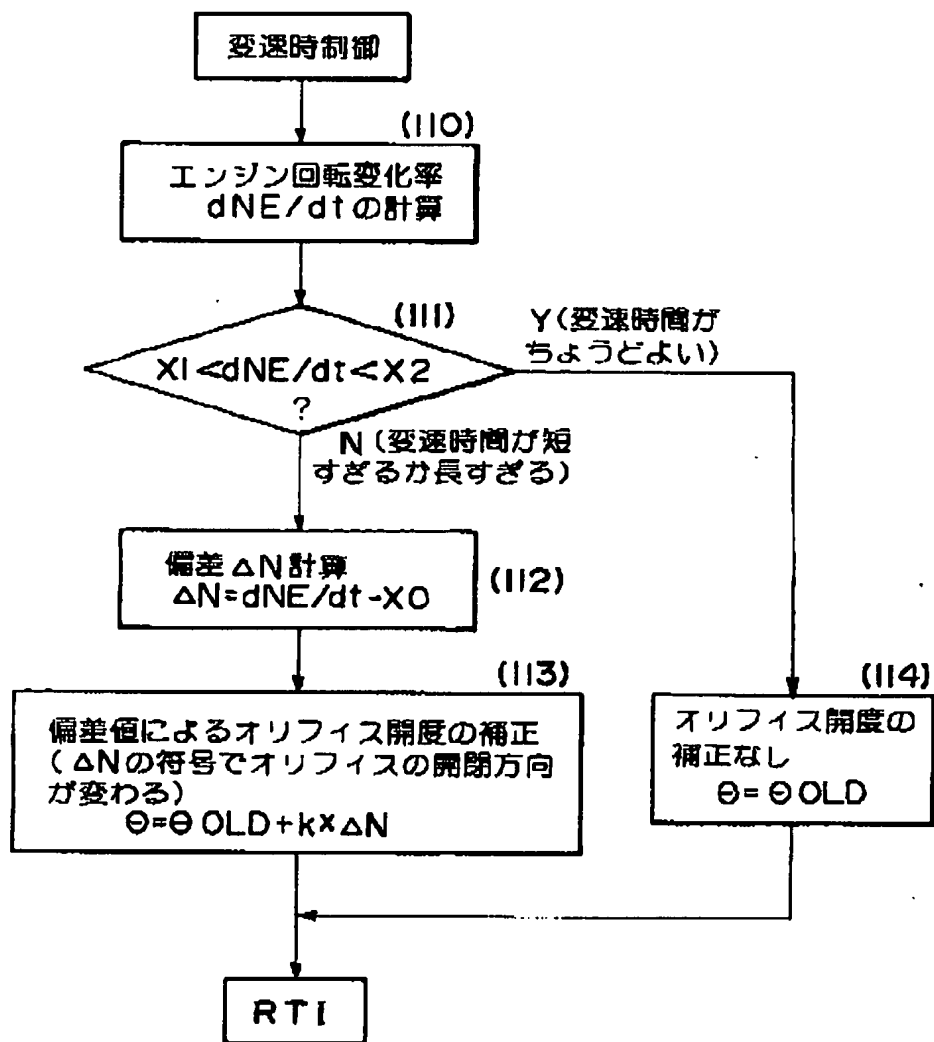 変速時制御
(110)
エンジン回転変化率
dNE/dtの計算
(111)
X1<dNE/dt<X2
?
Y(変速時間が
ちょうどよい)
N(変速時間が短
すぎるか長すぎる)
偏差△N計算
△N=dNE/dt-X0
(112)
(113)
偏差値によるオリフィス開度の補正
(△Nの符号でオリフィスの開閉方向
が変わる)
Θ=ΘOLD+k×△N
(114)
オリフィス開度の
補正なし
Θ=ΘOLD
RTI